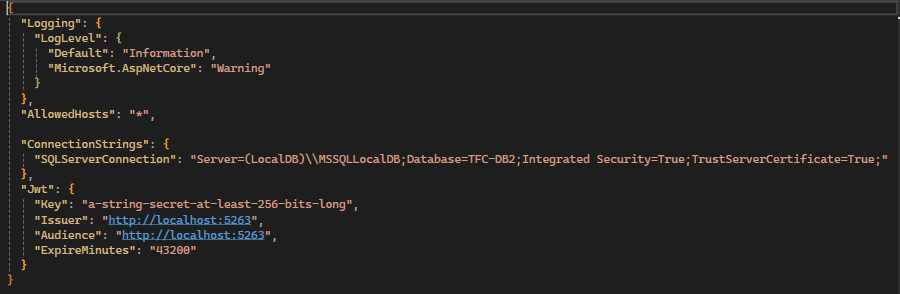 {
"Logging": {
"LogLevel": {
"Default": "Information",
"Microsoft.AspNetCore": "Warning"
}
},
"AllowedHosts": "*",
"ConnectionStrings": {
"SQLServerConnection": "Server=(LocalDB)\\MSSQLLocalDB;Database=TFC-DB2;Integrated Security=True;TrustServerCertificate=True;"
},
"Jwt": {
"Key": "a-string-secret-at-least-256-bits-long",
"Issuer": "http://localhost:5263",
"Audience": "http://localhost:5263",
"ExpireMinutes": "43200"
}
}